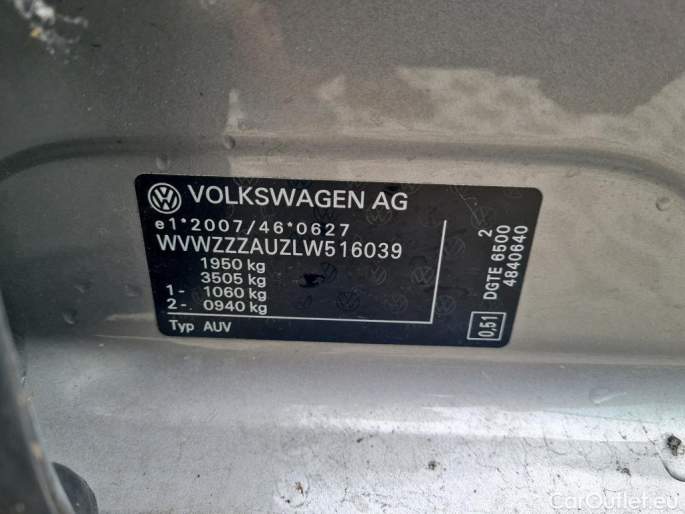 VOLKSWAGEN AG
e1*2007/46*0627
WVWZZZAUZLW516039
1950 kg
3505 kg
1- 1060 kg
2- 0940 kg
Typ AUV
2
DGTE 6500
4840640
0,51
CarOutlet.eu